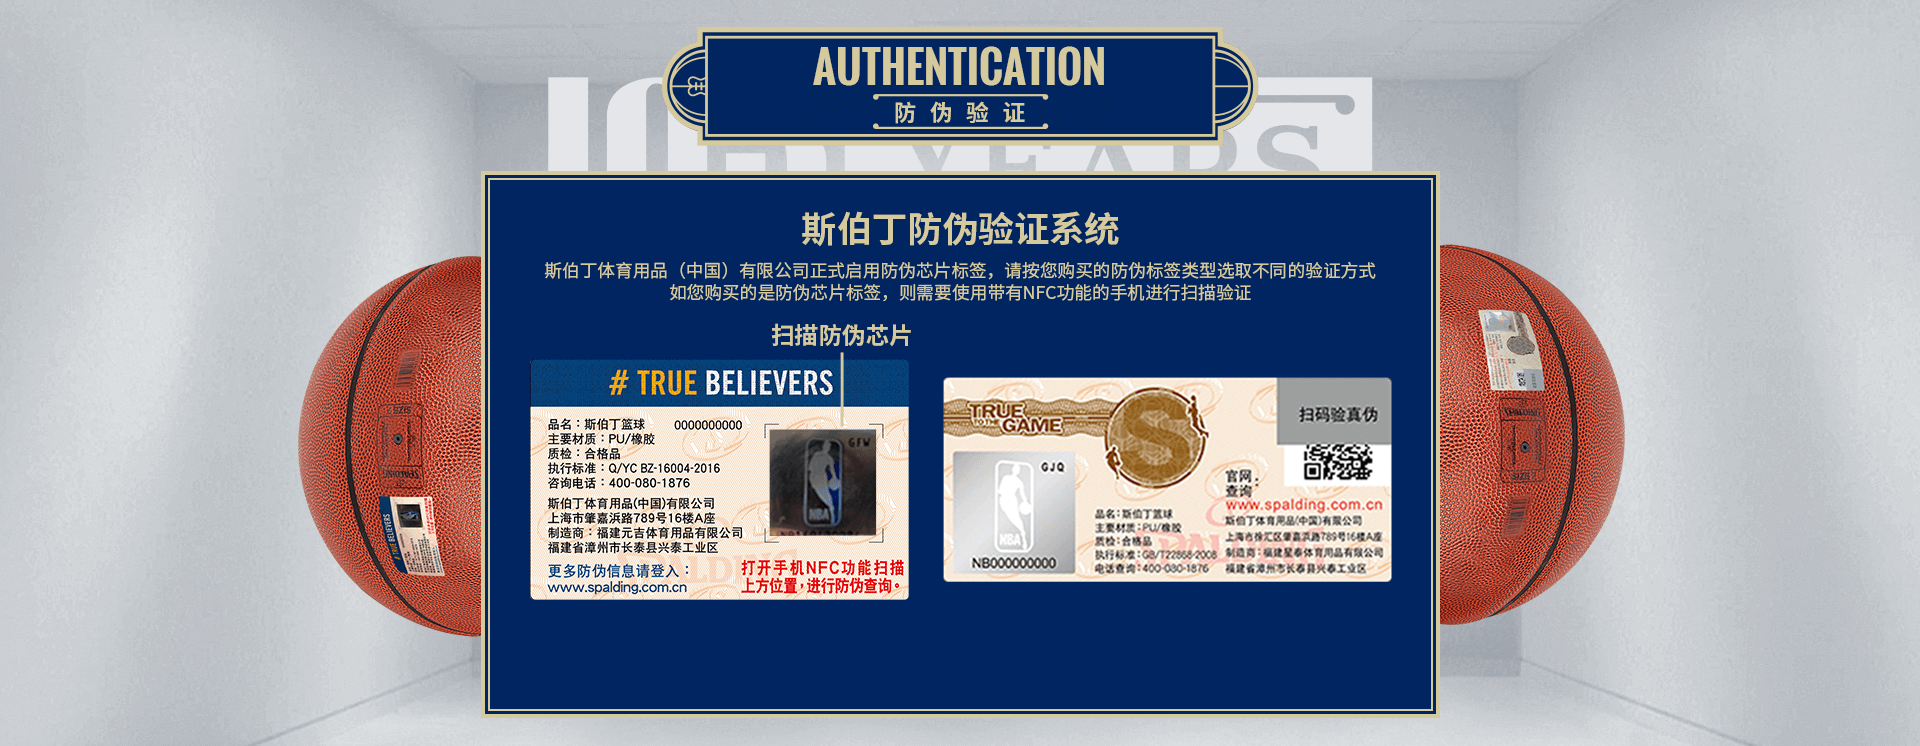 AUTHENTICATION
防伪验证
YEARS
斯伯丁防伪验证系统
斯伯丁体育用品（中国）有限公司正式启用防伪芯片标签，请按您购买的防伪标签类型选取不同的验证方式
如您购买的是防伪芯片标签，则需要使用带有NFC功能的手机进行扫描验证
扫描防伪芯片
# TRUE BELIEVERS
品名：斯伯丁篮球 0000000000
主要材质：PU/橡胶
质检：合格品
执行标准：Q/YC BZ-16004-2016
咨询电话：400-080-1876
斯伯丁体育用品(中国)有限公司
上海市肇嘉浜路789号16楼A座
制造商：福建元吉体育用品有限公司
福建省漳州市长泰县兴泰工业区
更多防伪信息请登入：
www.spalding.com.cn
GFW
NBA
打开手机NFC功能扫描
上方位置，进行防伪查询。
TRUE
TO THE
GAME
S
扫码验真伪
GJQ
NBA
NB000000000
官网
查询：
www.spalding.com.cn
品名：斯伯丁篮球
主要材质：PU/橡胶
质检：合格品
执行标准：GB/T22868-2008
电话查询：400-080-1876
斯伯丁体育用品(中国)有限公司
上海市徐汇区肇嘉浜路789号16楼A座
制造商：福建星泰体育用品有限公司
福建省漳州市长泰县兴泰工业区
# TRUE BELIEVERS
SPALDING